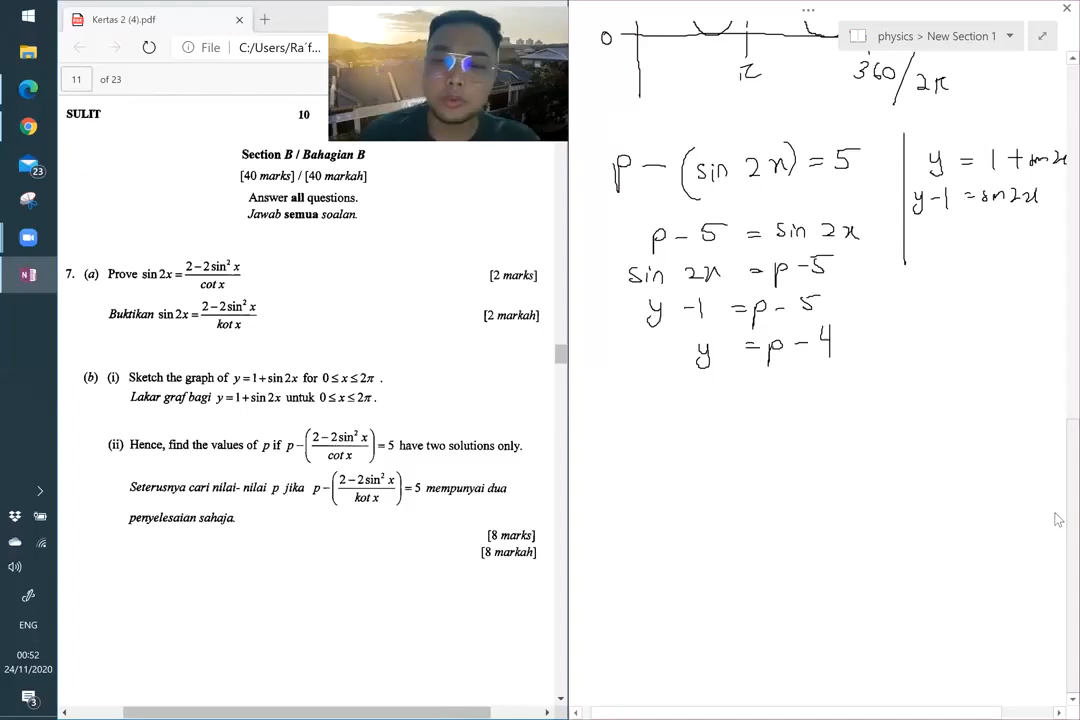 Kertas 2 (4).pdf
File
C:/Users/Ra´f...
11 of 23
SULIT
10
Section B / Bahagian B
[40 marks] / [40 markah]
Answer all questions.
Jawab semua soalan.
7. (a) Prove sin 2x = (2 − 2sin² x)/(cot x) [2 marks]
Buktikan sin 2x = (2 − 2sin² x)/(kot x) [2 markah]
(b) (i) Sketch the graph of y = 1 + sin 2x for 0 ≤ x ≤ 2π .
Lakar graf bagi y = 1 + sin 2x untuk 0 ≤ x ≤ 2π .
(ii) Hence, find the values of p if p − ((2 − 2sin² x)/(cot x)) = 5 have two solutions only.
Seterusnya cari nilai- nilai p jika p − ((2 − 2sin² x)/(kot x)) = 5 mempunyai dua
penyelesaian sahaja.
[8 marks]
[8 markah]
23
ENG
00:52
24/11/2020
3
physics > New Section 1
0
π
360/2π
p − (sin 2x) = 5
p − 5 = sin 2x
sin 2x = p − 5
y − 1 = p − 5
y = p − 4
y = 1 + sin 2x
y − 1 = sin 2x